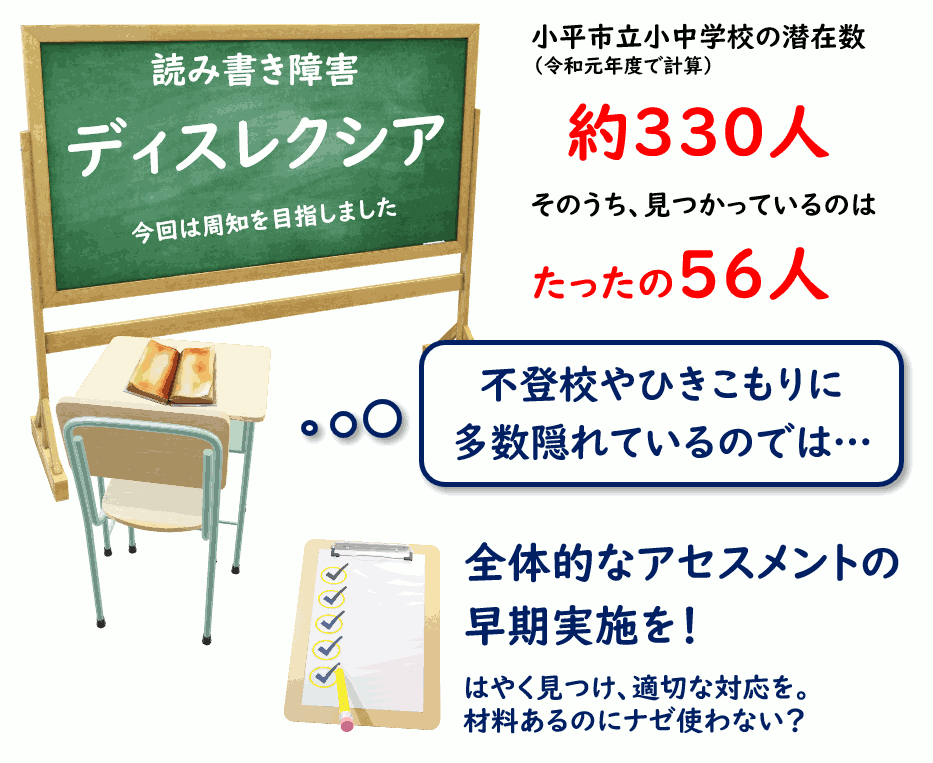 読み書き障害
ディスレクシア
今回は周知を目指しました
小平市立小中学校の潜在数
（令和元年度で計算）
約330人
そのうち、見つかっているのは
たったの56人
不登校やひきこもりに
多数隠れているのでは…
全体的なアセスメントの
早期実施を！
はやく見つけ、適切な対応を。
材料あるのにナゼ使わない？